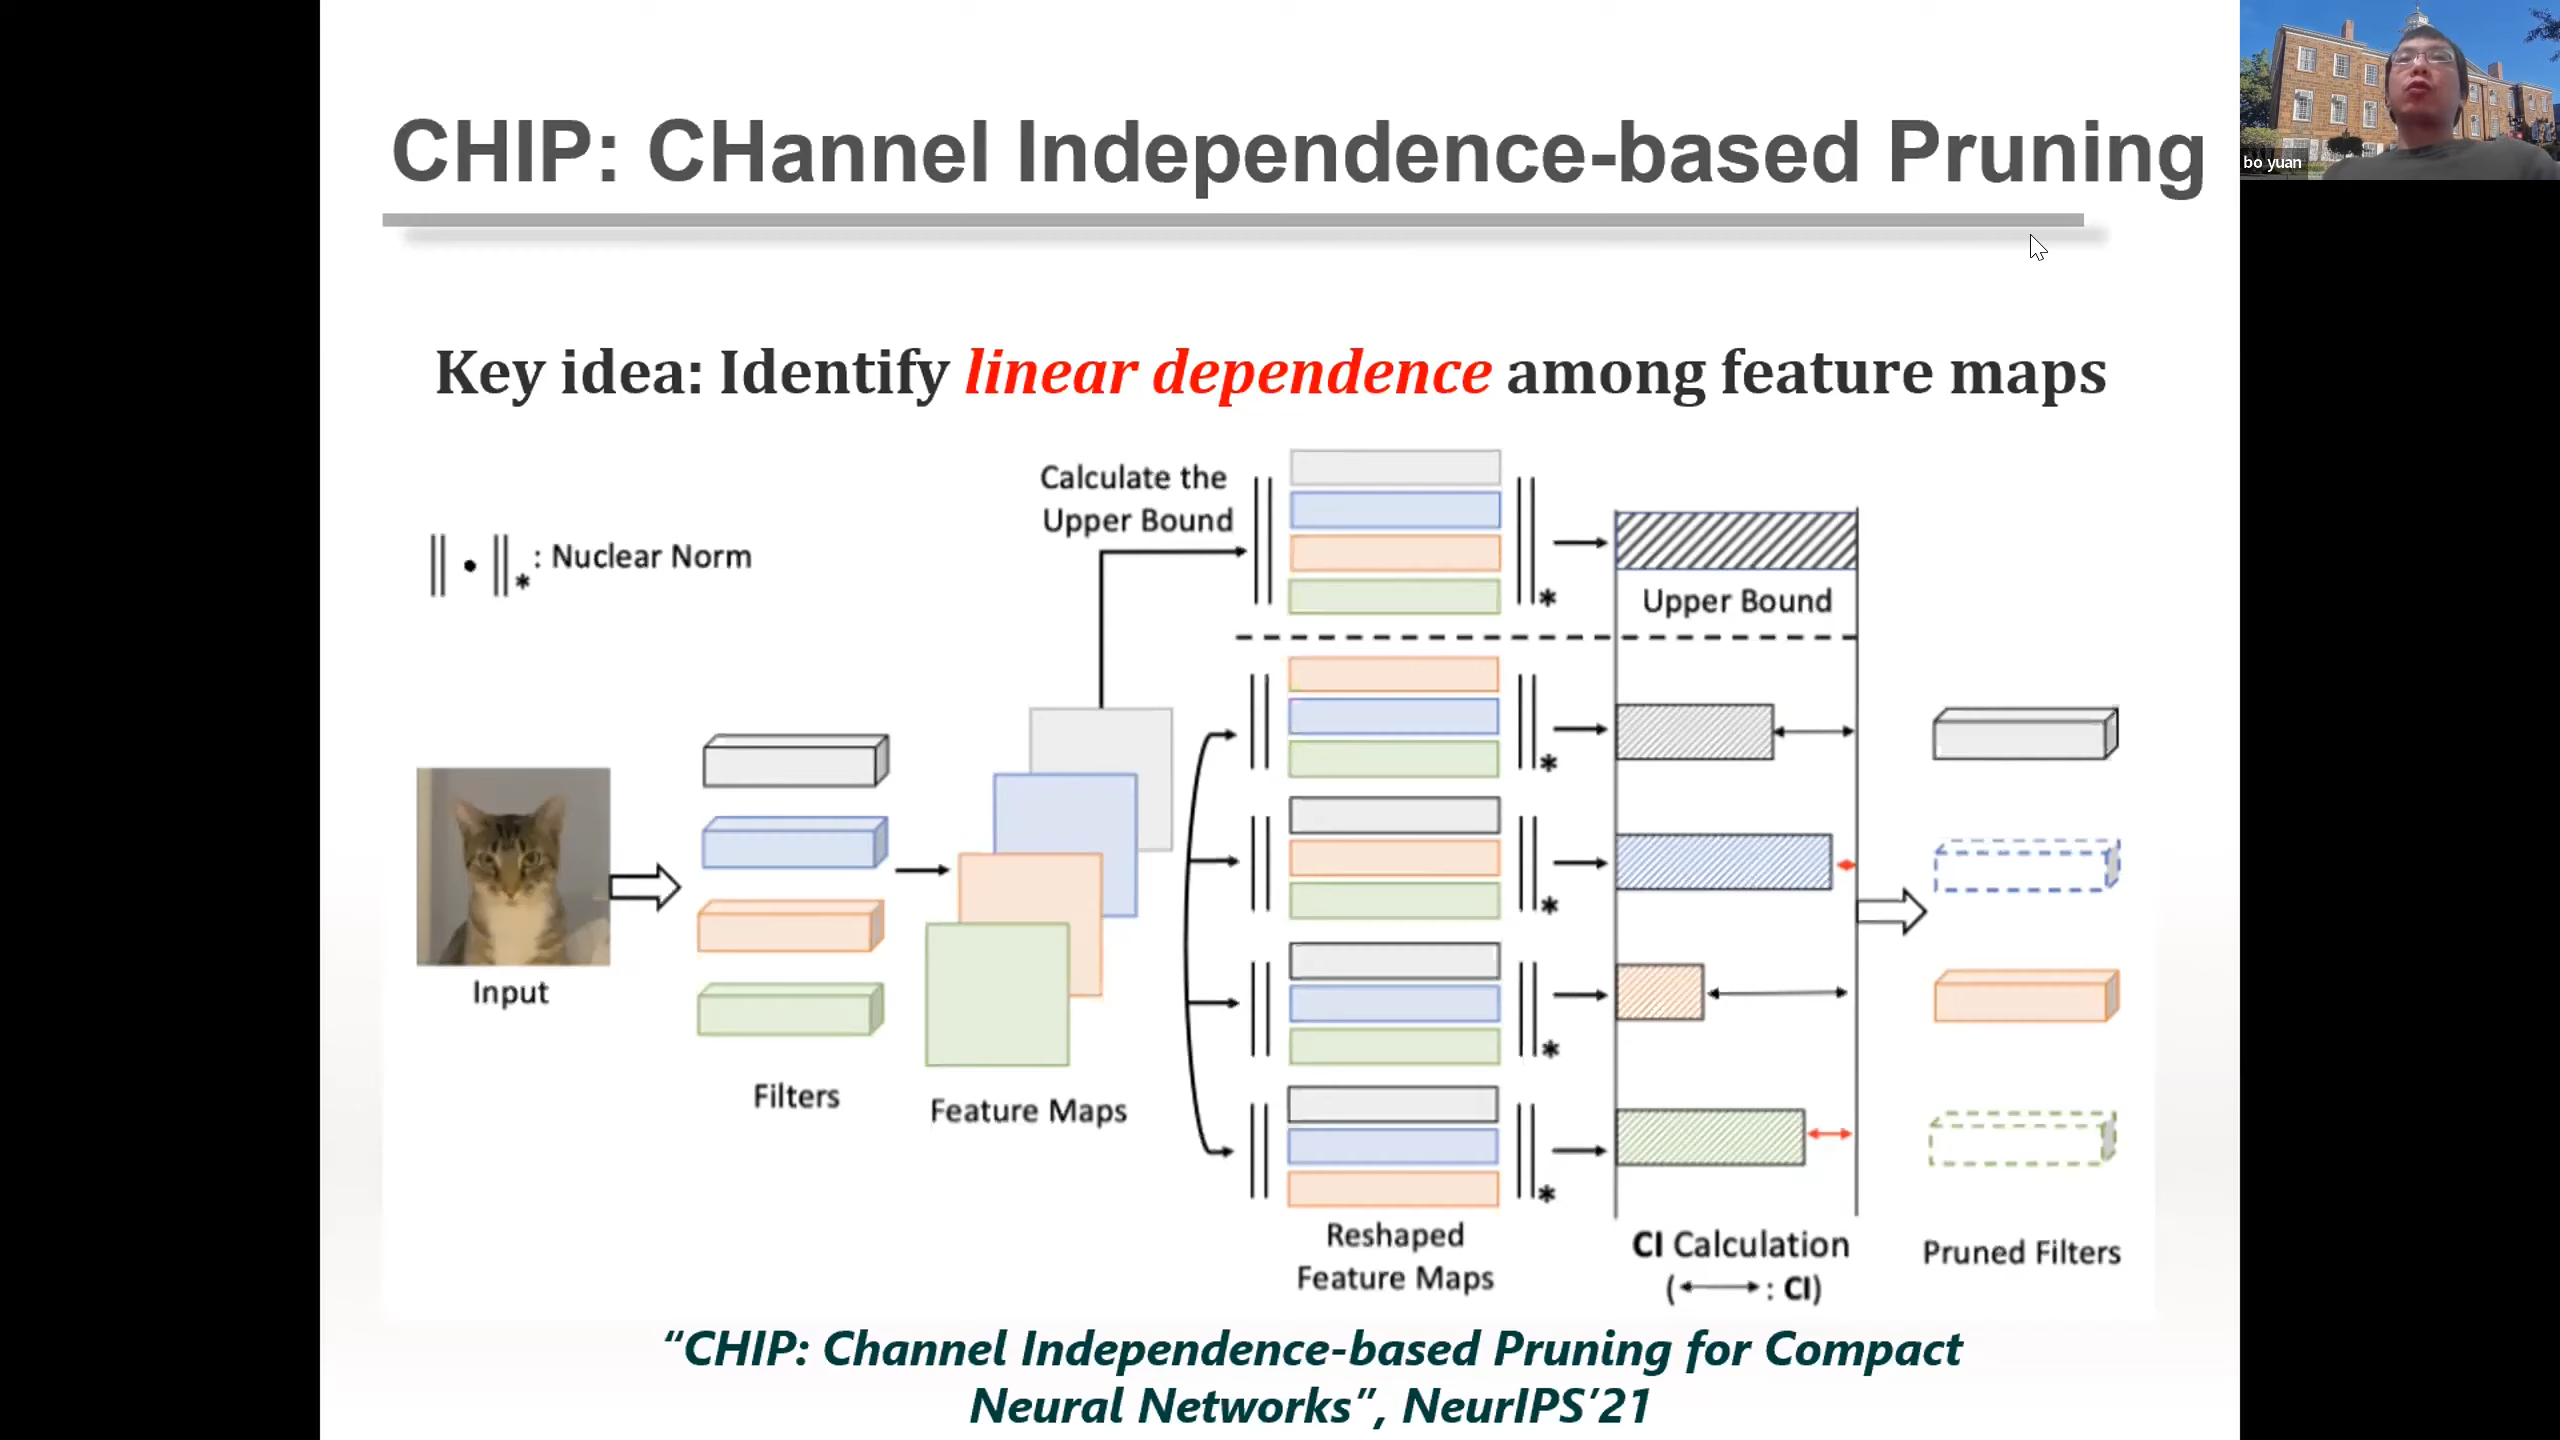 CHIP: CHannel Independence-based Pruning
bo yuan
Key idea: Identify linear dependence among feature maps
Calculate the
Upper Bound
|| • ||* : Nuclear Norm
*
Upper Bound
*
*
*
*
Input
Filters
Feature Maps
Reshaped
Feature Maps
CI Calculation
(⟷ : CI)
Pruned Filters
“CHIP: Channel Independence-based Pruning for Compact
Neural Networks”, NeurIPS’21